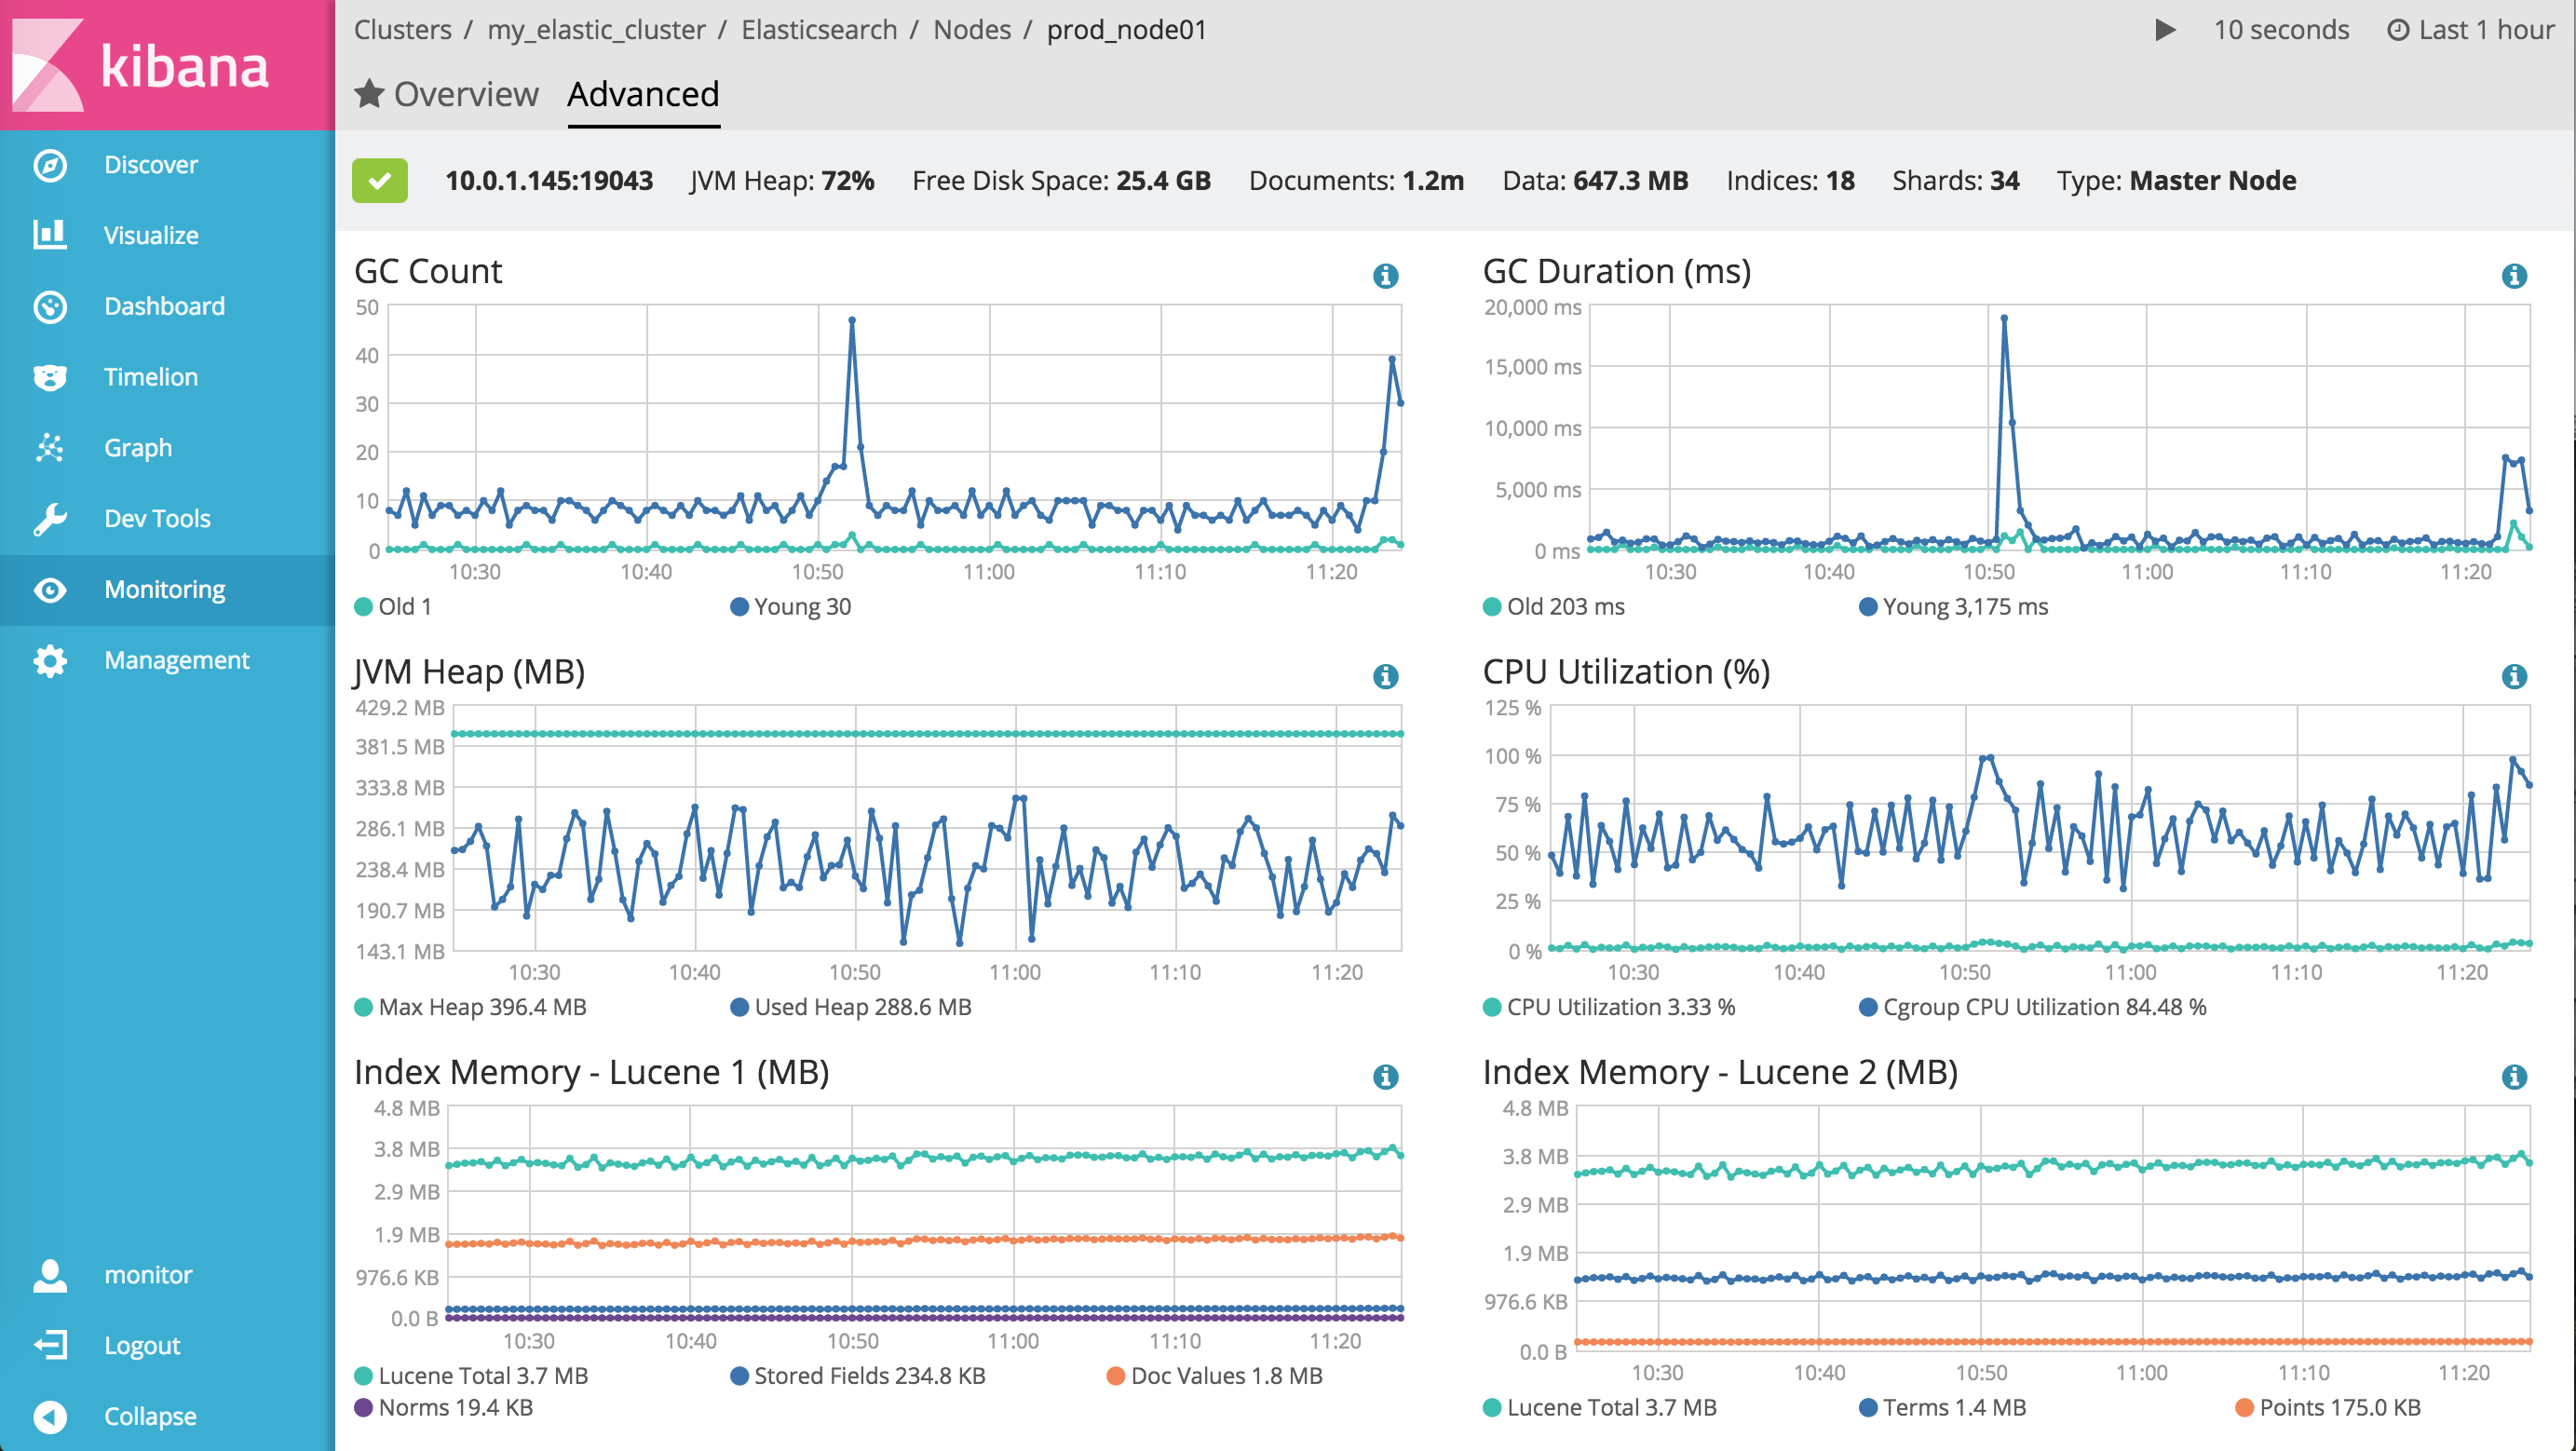 kibana
Clusters / my_elastic_cluster / Elasticsearch / Nodes / prod_node01
10 seconds
Last 1 hour
Overview
Advanced
Discover
Visualize
Dashboard
Timelion
Graph
Dev Tools
Monitoring
Management
monitor
Logout
Collapse
10.0.1.145:19043 JVM Heap: 72% Free Disk Space: 25.4 GB Documents: 1.2m Data: 647.3 MB Indices: 18 Shards: 34 Type: Master Node
GC Count
50
40
30
20
10
0
10:30 10:40 10:50 11:00 11:10 11:20
Old 1 Young 30
GC Duration (ms)
20,000 ms
15,000 ms
10,000 ms
5,000 ms
0 ms
10:30 10:40 10:50 11:00 11:10 11:20
Old 203 ms Young 3,175 ms
JVM Heap (MB)
429.2 MB
381.5 MB
333.8 MB
286.1 MB
238.4 MB
190.7 MB
143.1 MB
10:30 10:40 10:50 11:00 11:10 11:20
Max Heap 396.4 MB Used Heap 288.6 MB
CPU Utilization (%)
125 %
100 %
75 %
50 %
25 %
0 %
10:30 10:40 10:50 11:00 11:10 11:20
CPU Utilization 3.33 % Cgroup CPU Utilization 84.48 %
Index Memory - Lucene 1 (MB)
4.8 MB
3.8 MB
2.9 MB
1.9 MB
976.6 KB
0.0 B
10:30 10:40 10:50 11:00 11:10 11:20
Lucene Total 3.7 MB Stored Fields 234.8 KB Doc Values 1.8 MB
Norms 19.4 KB
Index Memory - Lucene 2 (MB)
4.8 MB
3.8 MB
2.9 MB
1.9 MB
976.6 KB
0.0 B
10:30 10:40 10:50 11:00 11:10 11:20
Lucene Total 3.7 MB Terms 1.4 MB Points 175.0 KB